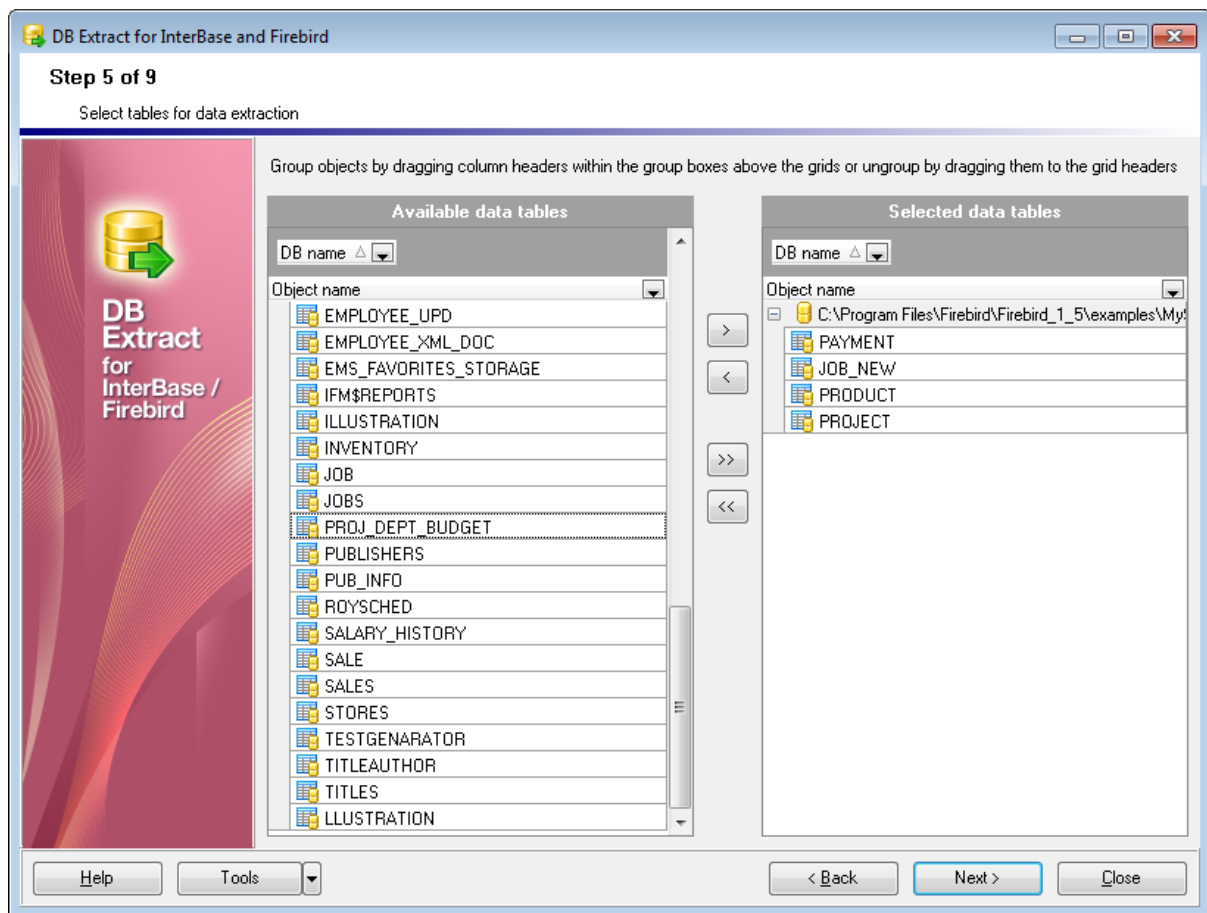 DB Extract for InterBase and Firebird
Step 5 of 9
Select tables for data extraction
DB
Extract
for
InterBase /
Firebird
Group objects by dragging column headers within the group boxes above the grids or ungroup by dragging them to the grid headers
Available data tables
DB name
Object name
EMPLOYEE_UPD
EMPLOYEE_XML_DOC
EMS_FAVORITES_STORAGE
IFM$REPORTS
ILLUSTRATION
INVENTORY
JOB
JOBS
PROJ_DEPT_BUDGET
PUBLISHERS
PUB_INFO
ROYSCHED
SALARY_HISTORY
SALE
SALES
STORES
TESTGENARATOR
TITLEAUTHOR
TITLES
LLUSTRATION
>
<
>>
<<
Selected data tables
DB name
Object name
C:\Program Files\Firebird\Firebird_1_5\examples\My
PAYMENT
JOB_NEW
PRODUCT
PROJECT
Help
Tools
< Back
Next >
Close